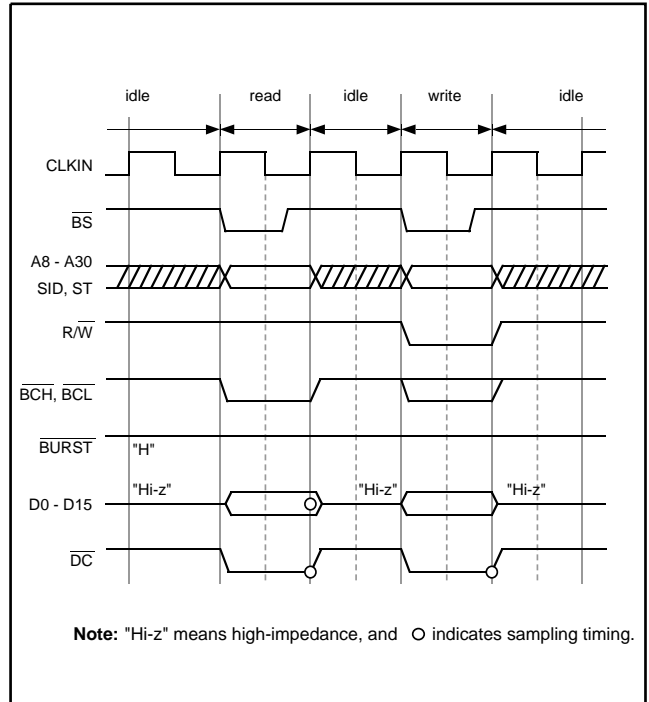 idle read idle write idle
CLKIN
BS
A8 - A30
SID, ST
R/W
BCH, BCL
BURST "H"
"Hi-z" "Hi-z" "Hi-z"
D0 - D15
DC
Note: "Hi-z" means high-impedance, and O indicates sampling timing.